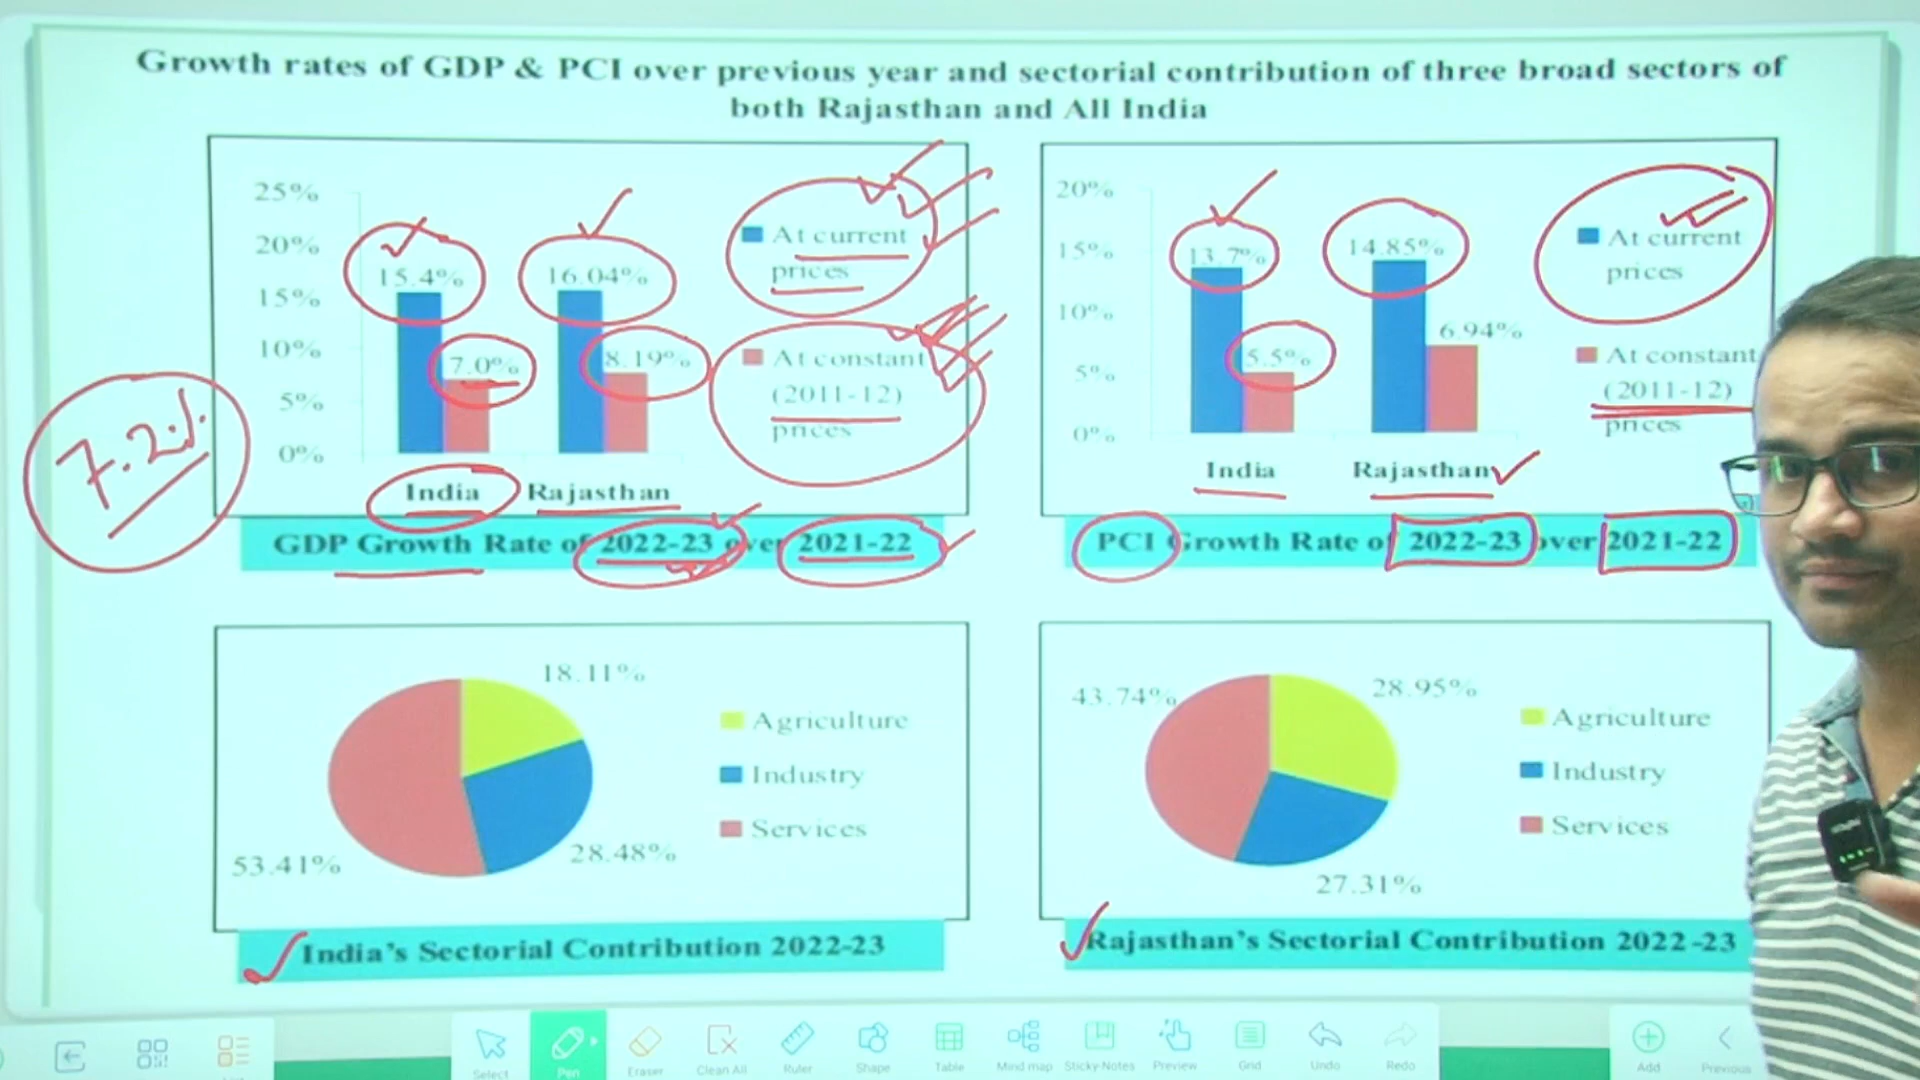 Growth rates of GDP & PCI over previous year and sectorial contribution of three broad sectors of
both Rajasthan and All India
25%
20%
15%
10%
5%
0%
15.4%
7.0%
16.04%
8.19%
At current
prices
At constant
(2011-12)
prices
India
Rajasthan
GDP Growth Rate of 2022-23 over 2021-22
7.2%
20%
15%
10%
5%
0%
13.7%
5.5%
14.85%
6.94%
At current
prices
At constant
(2011-12)
prices
India
Rajasthan
PCI Growth Rate of 2022-23 over 2021-22
18.11%
28.48%
53.41%
Agriculture
Industry
Services
India's Sectorial Contribution 2022-23
43.74%
28.95%
27.31%
Agriculture
Industry
Services
Rajasthan's Sectorial Contribution 2022-23
Select
Pen
Eraser
Clean All
Ruler
Shape
Table
Mind map
Sticky Notes
Preview
Grid
Undo
Redo
Add
Previous